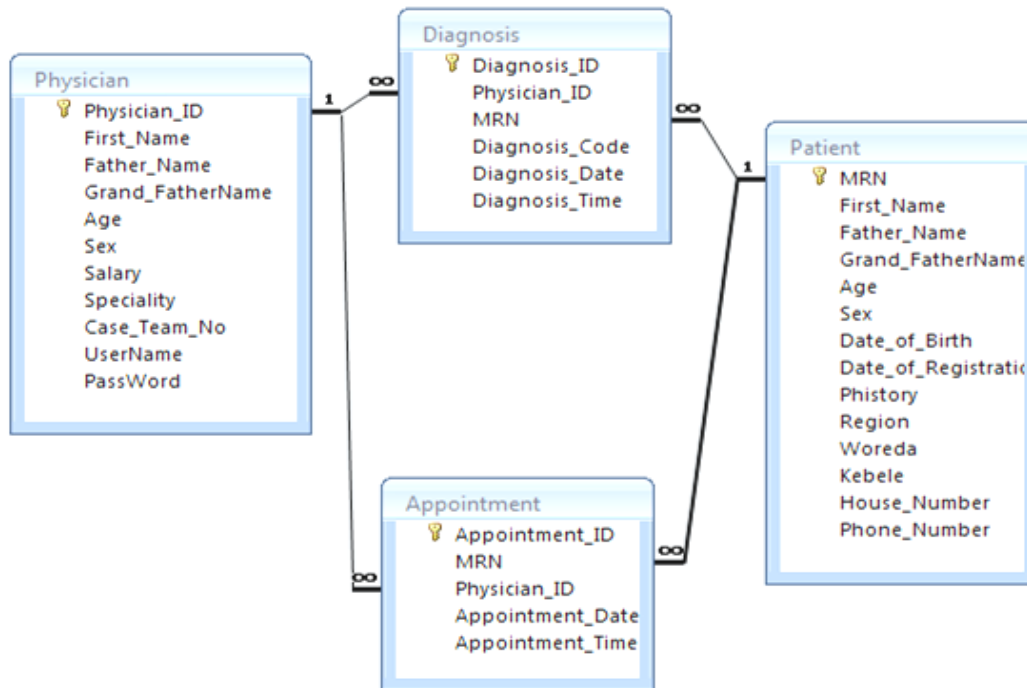 Physician
Physician_ID
First_Name
Father_Name
Grand_FatherName
Age
Sex
Salary
Speciality
Case_Team_No
UserName
PassWord
1
∞
∞
Diagnosis
Diagnosis_ID
Physician_ID
MRN
Diagnosis_Code
Diagnosis_Date
Diagnosis_Time
∞
1
∞
Patient
MRN
First_Name
Father_Name
Grand_FatherName
Age
Sex
Date_of_Birth
Date_of_Registratio
Phistory
Region
Woreda
Kebele
House_Number
Phone_Number
Appointment
Appointment_ID
MRN
Physician_ID
Appointment_Date
Appointment_Time